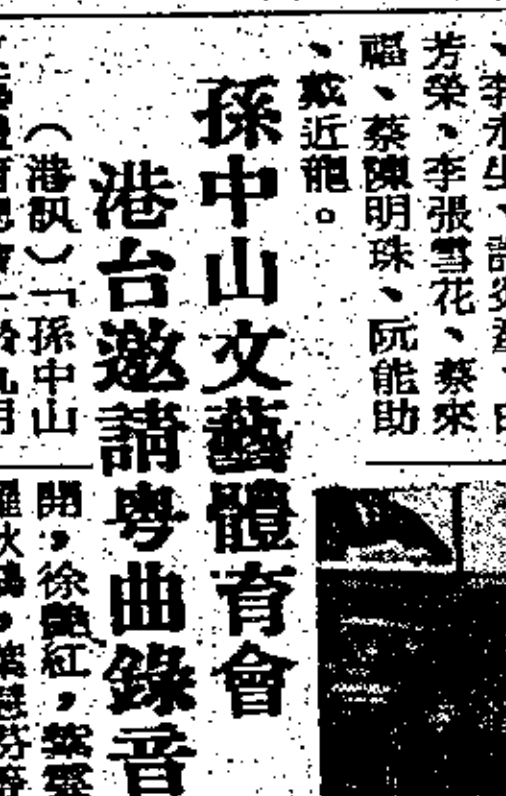 芳榮、李張雪花、蔡來
福、蔡陳明珠、阮能助
、戴近龍。
孫中山文藝體育會
港台邀請粵曲錄音
（港訊）「孫中山
開，徐艷紅，